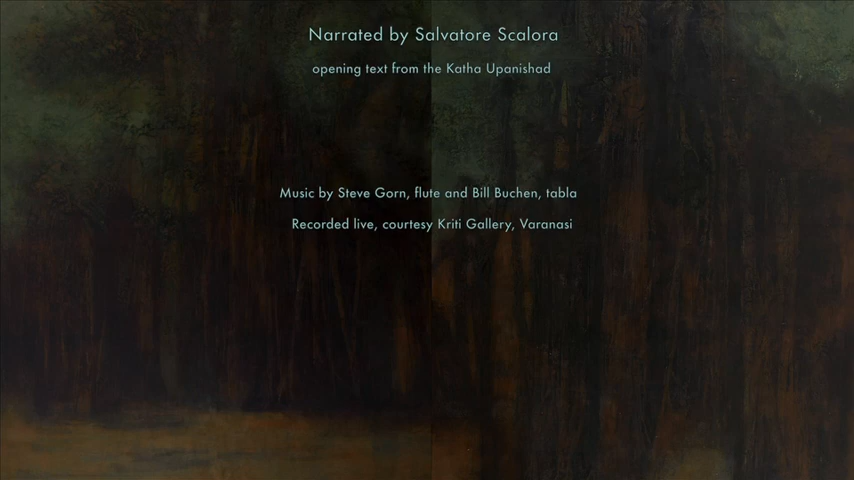 Narrated by Salvatore Scalora
opening text from the Katha Upanishad
Music by Steve Gorn, flute and Bill Buchen, tabla
Recorded live, courtesy Kriti Gallery, Varanasi